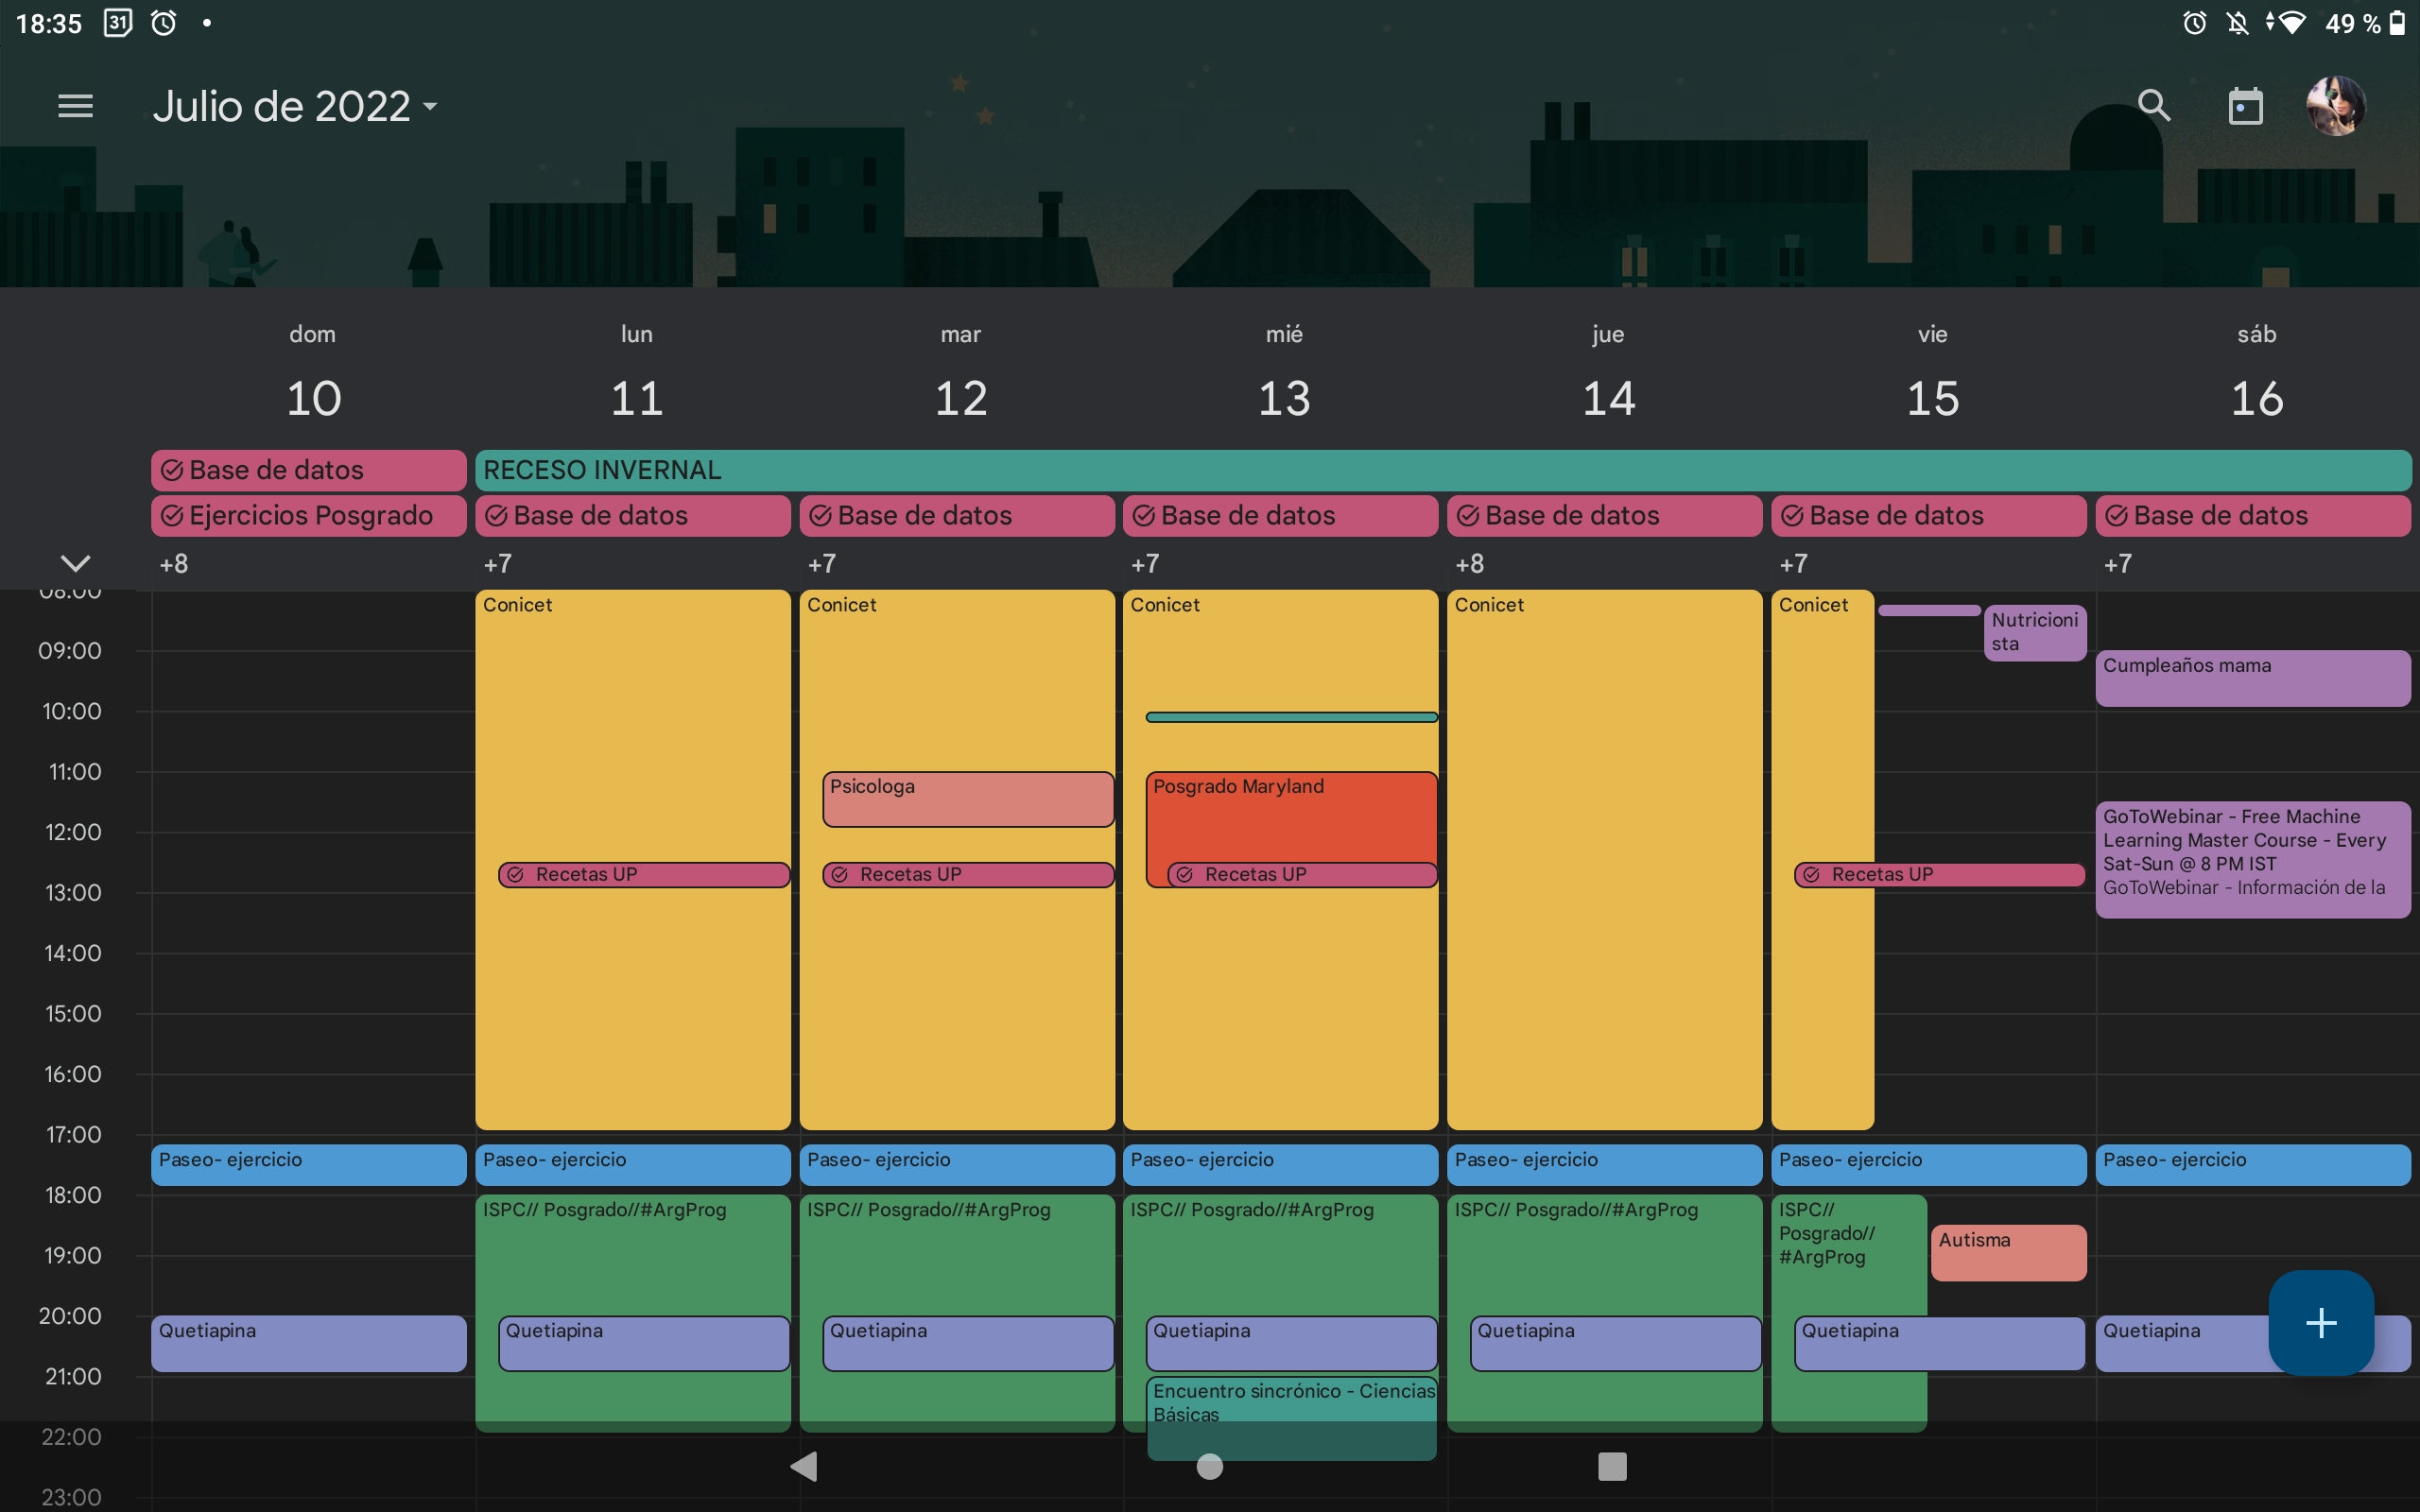 18:35
31
49 %
Julio de 2022
dom
lun
mar
mié
jue
vie
sáb
10
11
12
13
14
15
16
Base de datos
RECESO INVERNAL
Ejercicios Posgrado
Base de datos
Base de datos
Base de datos
Base de datos
Base de datos
Base de datos
+8
+7
+7
+7
+8
+7
+7
08:00
Conicet
Conicet
Conicet
Conicet
Conicet
Nutricioni
sta
09:00
Cumpleaños mama
10:00
11:00
Psicologa
Posgrado Maryland
GoToWebinar - Free Machine
Learning Master Course - Every
Sat-Sun @ 8 PM IST
GoToWebinar - Información de la
12:00
Recetas UP
Recetas UP
Recetas UP
Recetas UP
13:00
14:00
15:00
16:00
17:00
Paseo- ejercicio
Paseo- ejercicio
Paseo- ejercicio
Paseo- ejercicio
Paseo- ejercicio
Paseo- ejercicio
Paseo- ejercicio
18:00
ISPC// Posgrado//#ArgProg
ISPC// Posgrado//#ArgProg
ISPC// Posgrado//#ArgProg
ISPC// Posgrado//#ArgProg
ISPC//
Posgrado//
#ArgProg
Autisma
19:00
20:00
Quetiapina
Quetiapina
Quetiapina
Quetiapina
Quetiapina
Quetiapina
Quetiapina
21:00
Encuentro sincrónico - Ciencias
Básicas
22:00
23:00